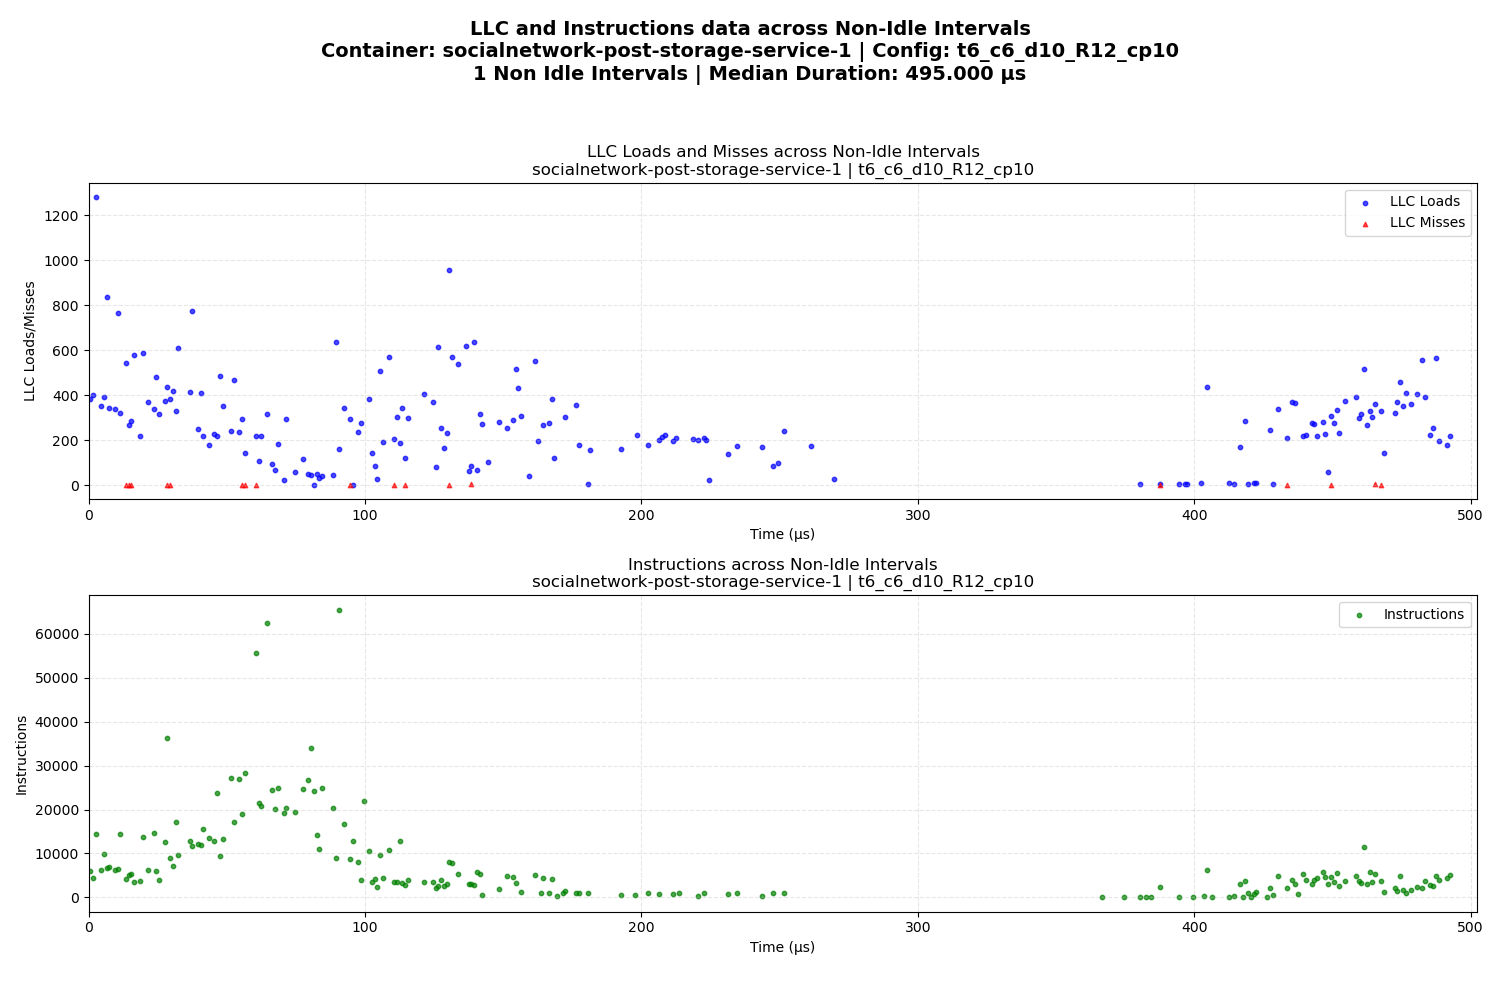 LLC and Instructions data across Non-Idle Intervals
Container: socialnetwork-post-storage-service-1 | Config: t6_c6_d10_R12_cp10
1 Non Idle Intervals | Median Duration: 495.000 µs
LLC Loads and Misses across Non-Idle Intervals
socialnetwork-post-storage-service-1 | t6_c6_d10_R12_cp10
LLC Loads/Misses
1200
1000
800
600
400
200
0
LLC Loads
LLC Misses
0 100 200 300 400 500
Time (µs)
Instructions across Non-Idle Intervals
socialnetwork-post-storage-service-1 | t6_c6_d10_R12_cp10
Instructions
60000
50000
40000
30000
20000
10000
0
Instructions
0 100 200 300 400 500
Time (µs)